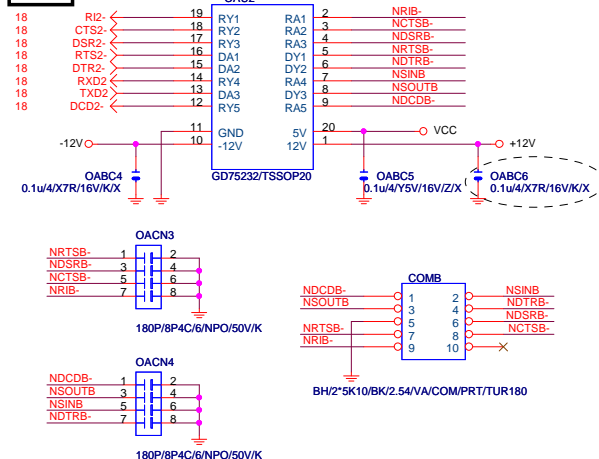 18 RI2- 19 RY1 RA1 2 NRIB-
18 CTS2- 18 RY2 RA2 3 NCTSB-
18 DSR2- 17 RY3 RA3 4 NDSRB-
18 RTS2- 16 DA1 DY1 5 NRTSB-
18 DTR2- 15 DA2 DY2 6 NDTRB-
18 RXD2 14 RY4 RA4 7 NSINB
18 TXD2 13 DA3 DY3 8 NSOUTB
18 DCD2- 12 RY5 RA5 9 NDCDB-
11 GND 5V 20 VCC
-12V 10 -12V 12V 1 +12V
GD75232/TSSOP20
OABC4
0.1u/4/X7R/16V/K/X
OABC5
0.1u/4/Y5V/16V/Z/X
OABC6
0.1u/4/X7R/16V/K/X
OACN3
NRTSB- 1 2
NDSRB- 3 4
NCTSB- 5 6
NRIB- 7 8
180P/8P4C/6/NPO/50V/K
COMB
NDCDB- 1 2 NSINB
NSOUTB 3 4 NDTRB-
5 6 NDSRB-
NRTSB- 7 8 NCTSB-
NRIB- 9 10
BH/2*5K10/BK/2.54/VA/COM/PRT/TUR180
OACN4
NDCDB- 1 2
NSOUTB 3 4
NSINB 5 6
NDTRB- 7 8
180P/8P4C/6/NPO/50V/K